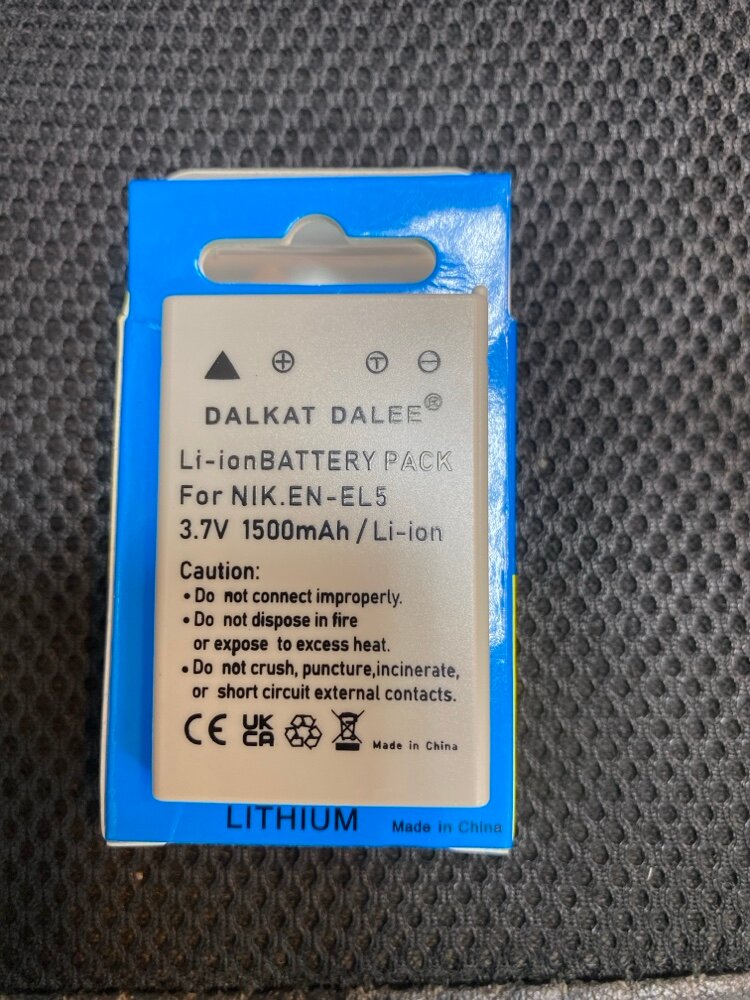 DALKAT DALEE®
Li-ionBATTERY PACK
For NIK.EN-EL5
3.7V 1500mAh / Li-ion
Caution:
• Do not connect improperly.
• Do not dispose in fire
or expose to excess heat.
• Do not crush, puncture,incinerate,
or short circuit external contacts.
CE UK CA Made in China
LITHIUM Made in China